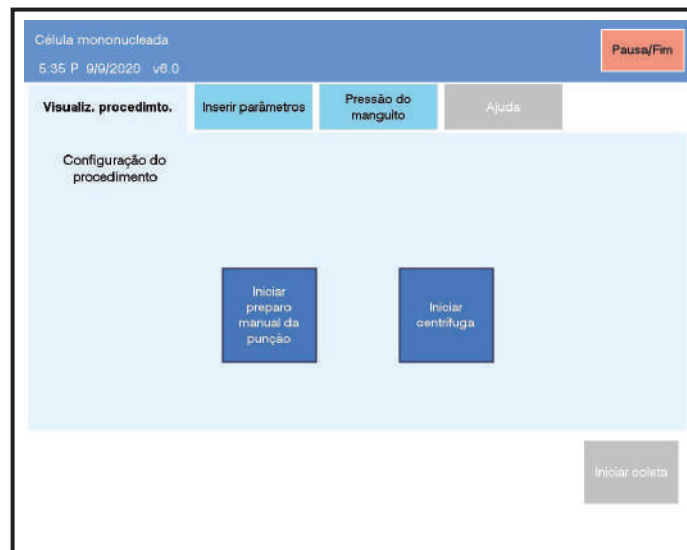 Célula mononucleada
Pausa/Fim
5:35 P 9/9/2020 v6.0
Visualiz. procedimto.
Inserir parâmetros
Pressão do
manguito
Ajuda
Configuração do
procedimento
Iniciar
preparo
manual da
punção
Iniciar
centrífuga
Iniciar coleta